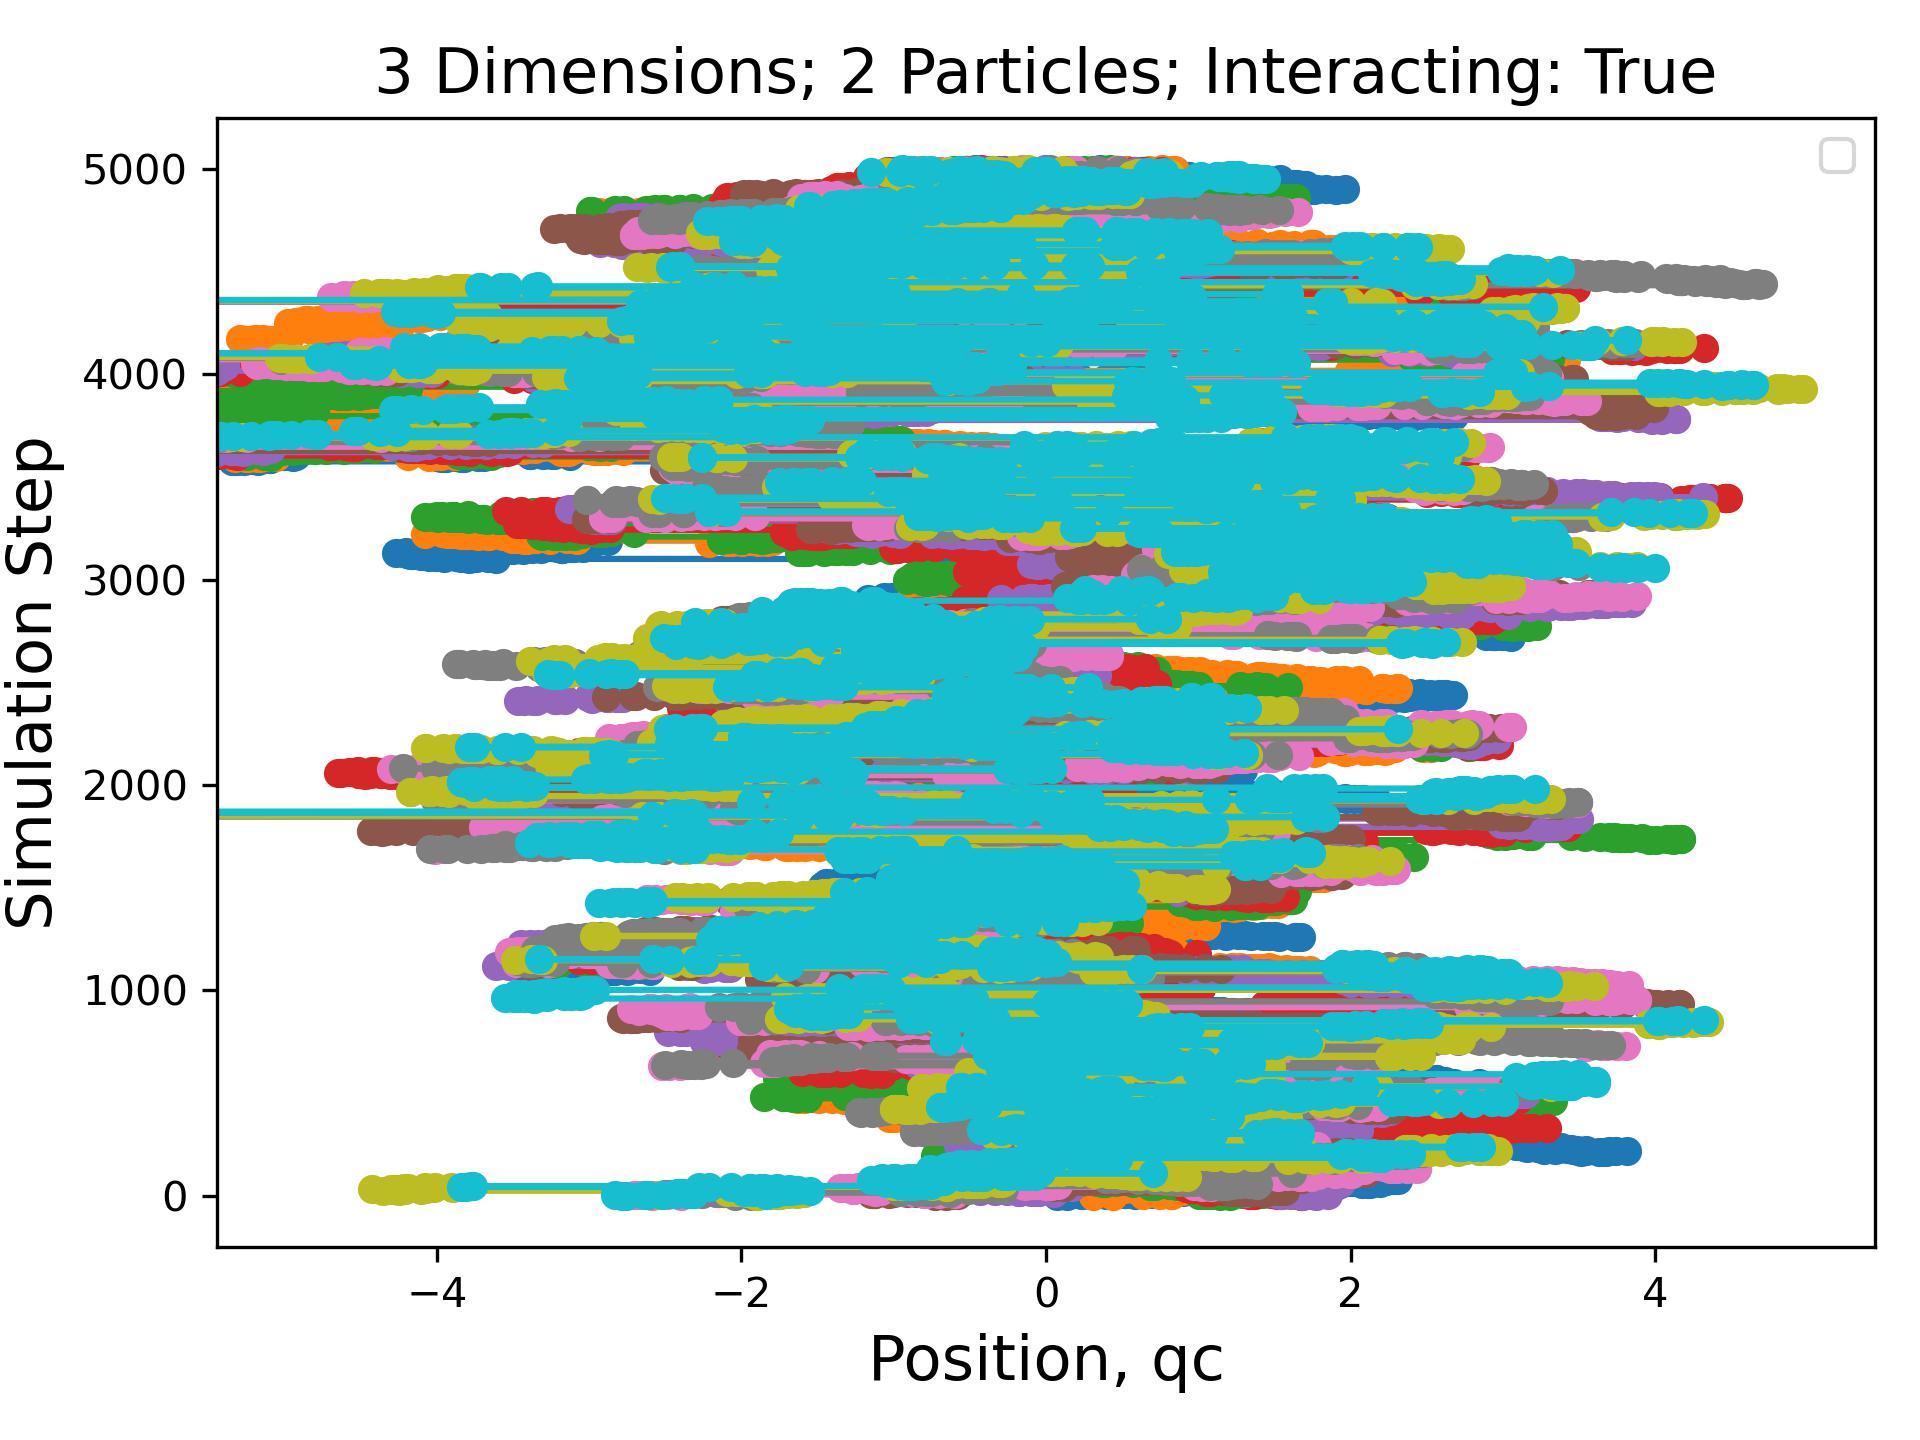 3 Dimensions; 2 Particles; Interacting: True
5000
4000
3000
2000
1000
0
Simulation Step
−4 −2 0 2 4
Position, qc